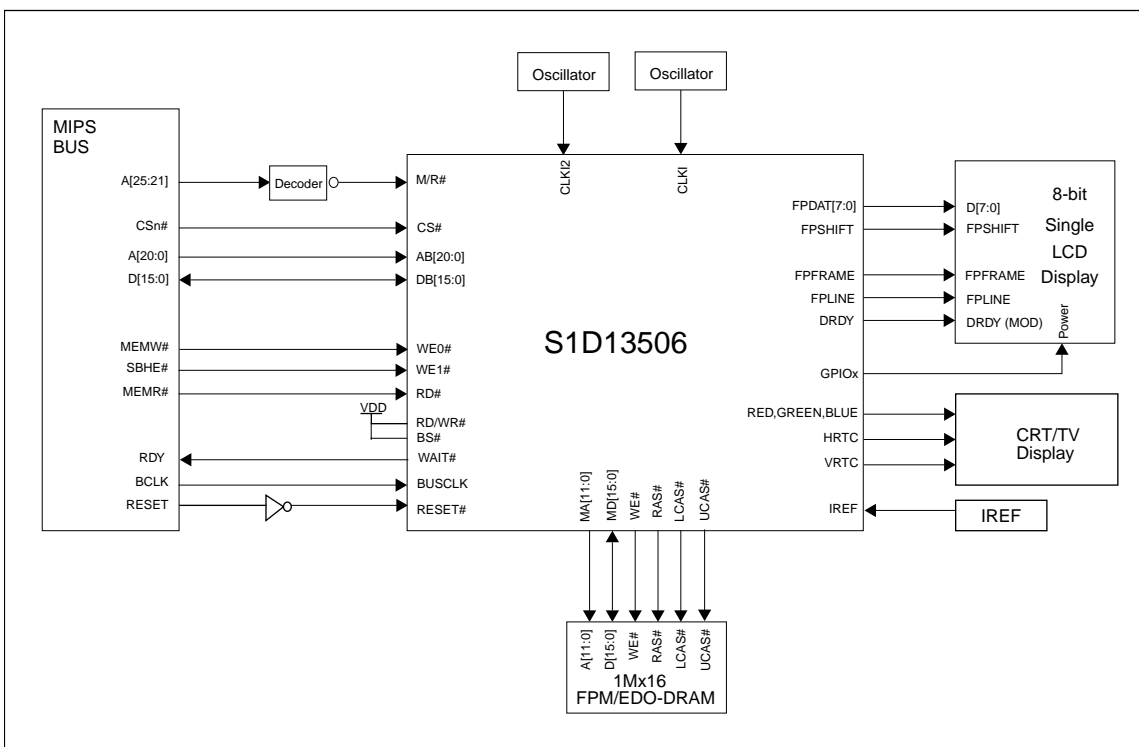 Oscillator
Oscillator
MIPS
BUS
A[25:21]
CSn#
A[20:0]
D[15:0]
MEMW#
SBHE#
MEMR#
RDY
BCLK
RESET
Decoder
VDD
CLKI2
CLKI
M/R#
CS#
AB[20:0]
DB[15:0]
WE0#
WE1#
RD#
RD/WR#
BS#
WAIT#
BUSCLK
RESET#
S1D13506
FPDAT[7:0]
FPSHIFT
FPFRAME
FPLINE
DRDY
GPIOx
RED,GREEN,BLUE
HRTC
VRTC
IREF
MA[11:0]
MD[15:0]
WE#
RAS#
LCAS#
UCAS#
D[7:0]
FPSHIFT
FPFRAME
FPLINE
DRDY (MOD)
Power
8-bit
Single
LCD
Display
CRT/TV
Display
IREF
A[11:0]
D[15:0]
WE#
RAS#
LCAS#
UCAS#
1Mx16
FPM/EDO-DRAM